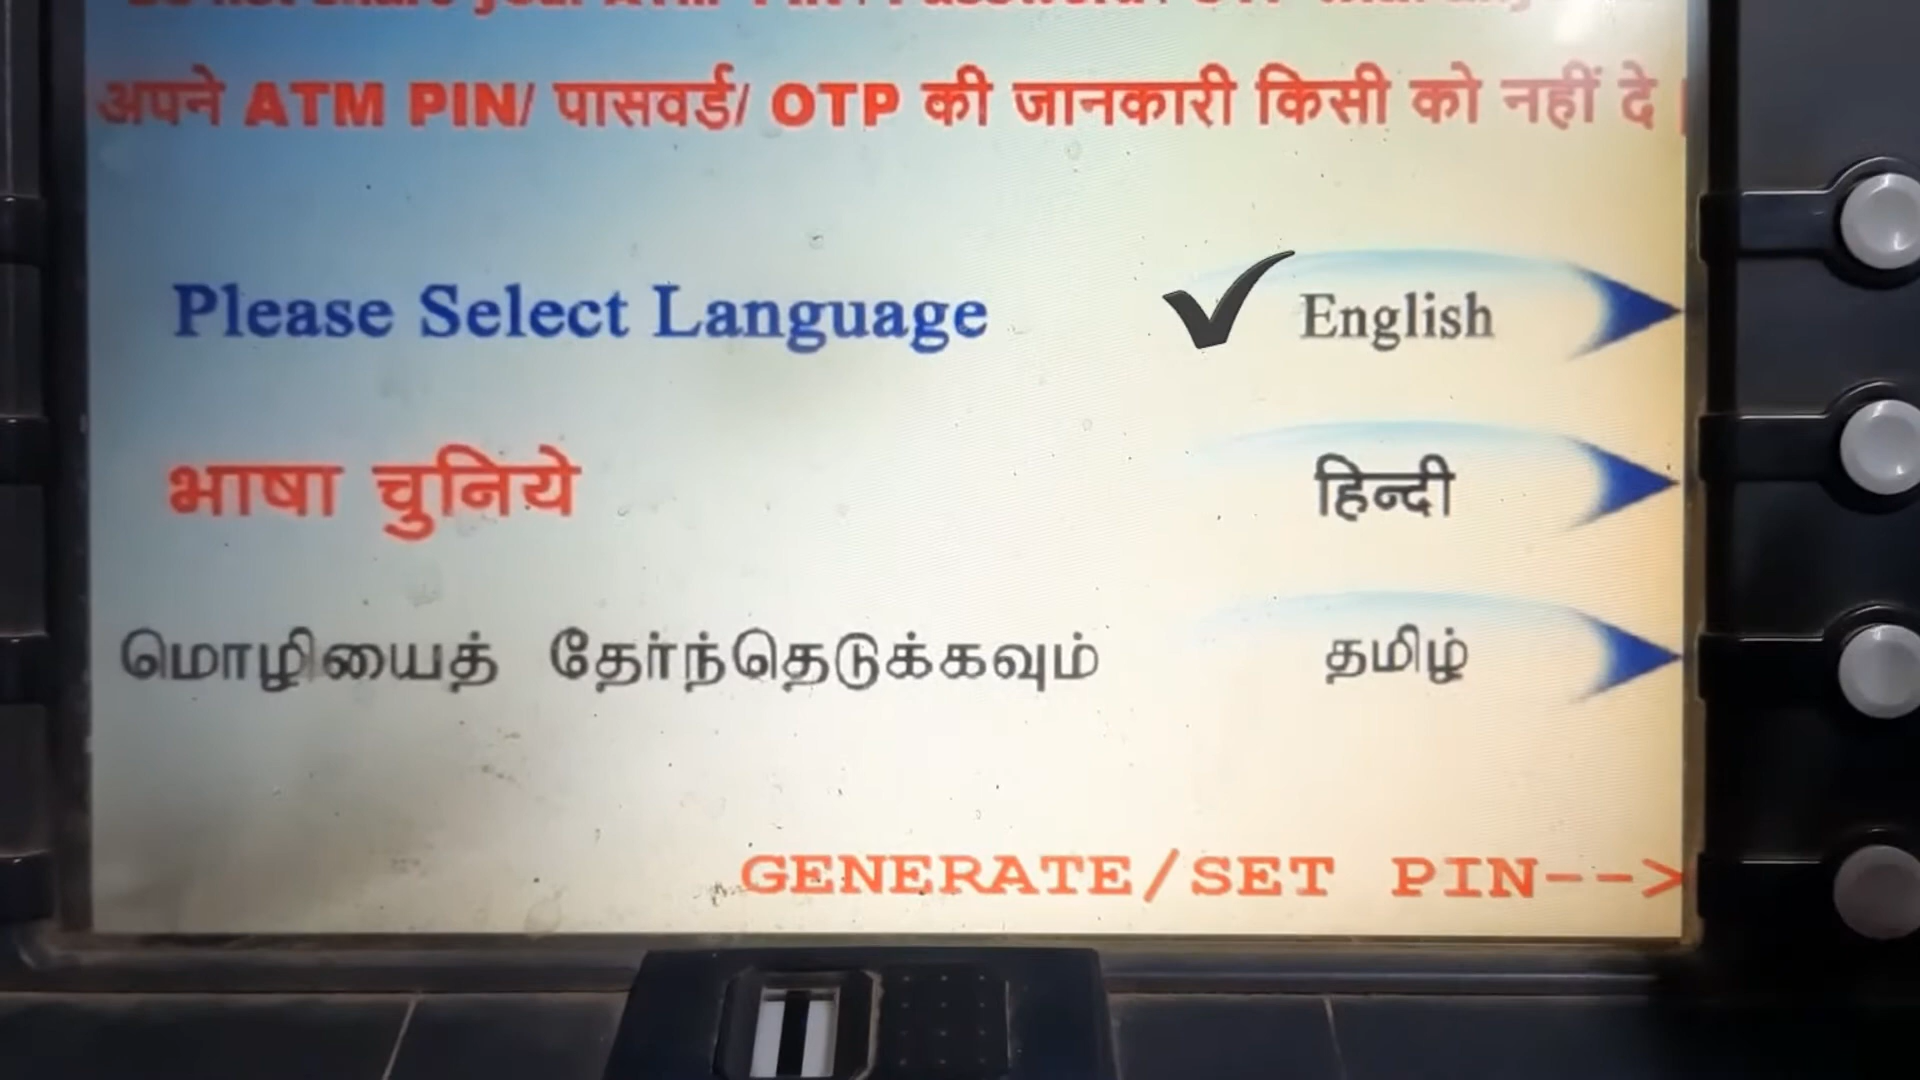 अपने ATM PIN/ पासवर्ड/ OTP की जानकारी किसी को नहीं दे |
Please Select Language
English
भाषा चुनिये
हिन्दी
மொழியைத் தேர்ந்தெடுக்கவும்
தமிழ்
GENERATE/SET PIN-->